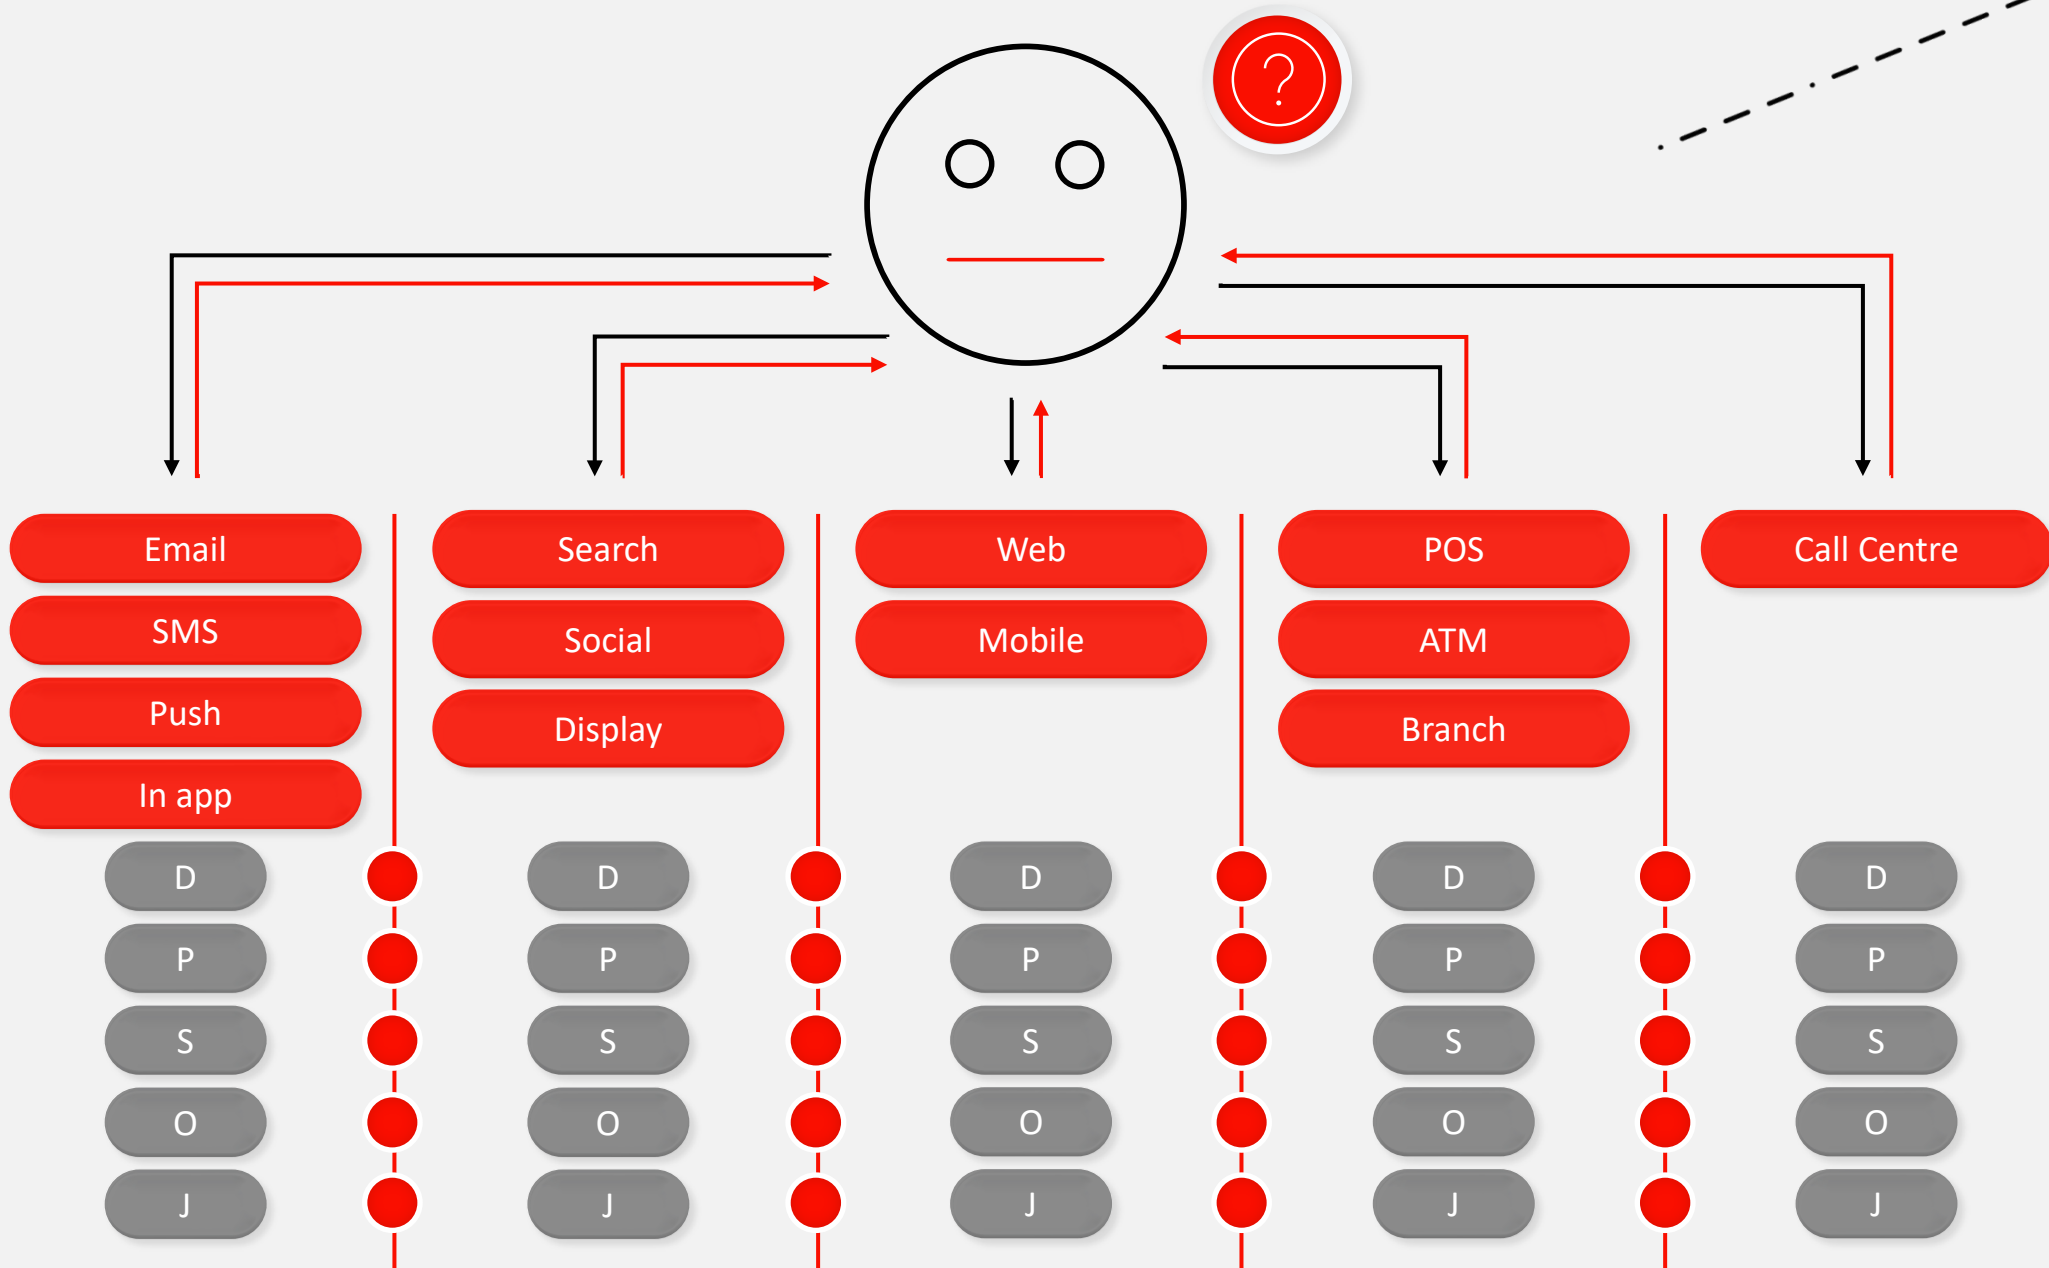 ?
Email
SMS
Push
In app
D
P
S
O
J
Search
Social
Display
D
P
S
O
J
Web
Mobile
D
P
S
O
J
POS
ATM
Branch
D
P
S
O
J
Call Centre
D
P
S
O
J